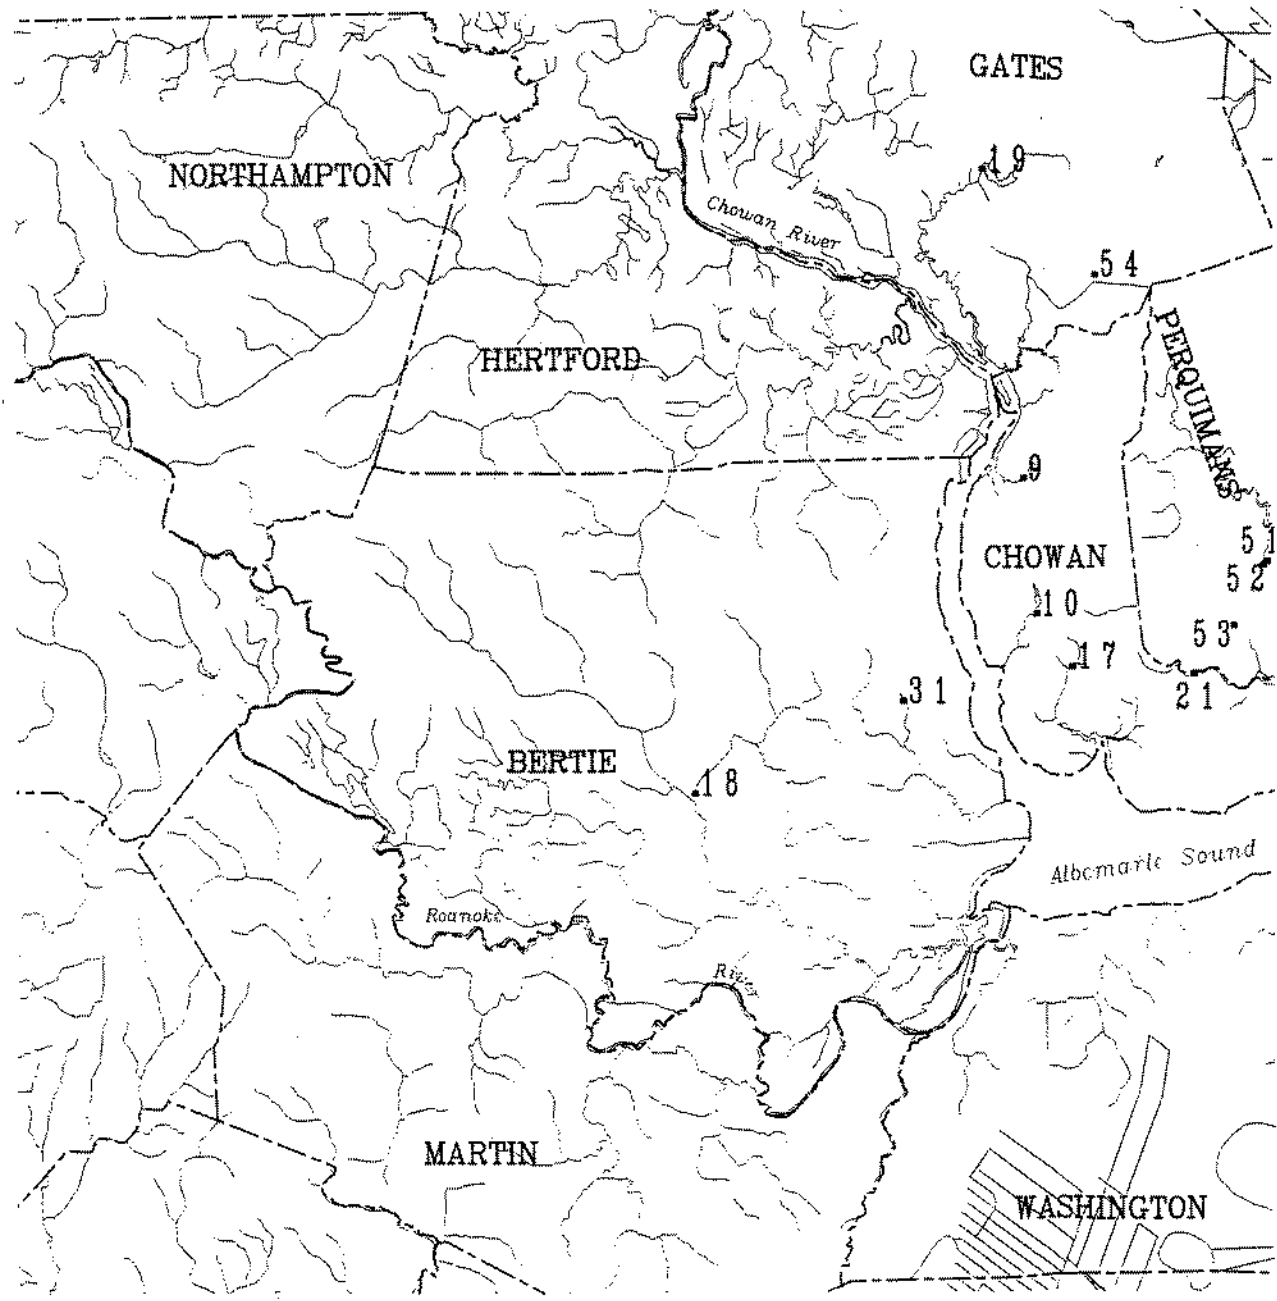 GATES
.19
NORTHAMPTON
Chowan River
.54
PERQUIMANS
HERTFORD
.9
51
CHOWAN
52
.10
53.
.17
.31
21
BERTIE
.18
Albemarle Sound
Roanoke
River
MARTIN
WASHINGTON